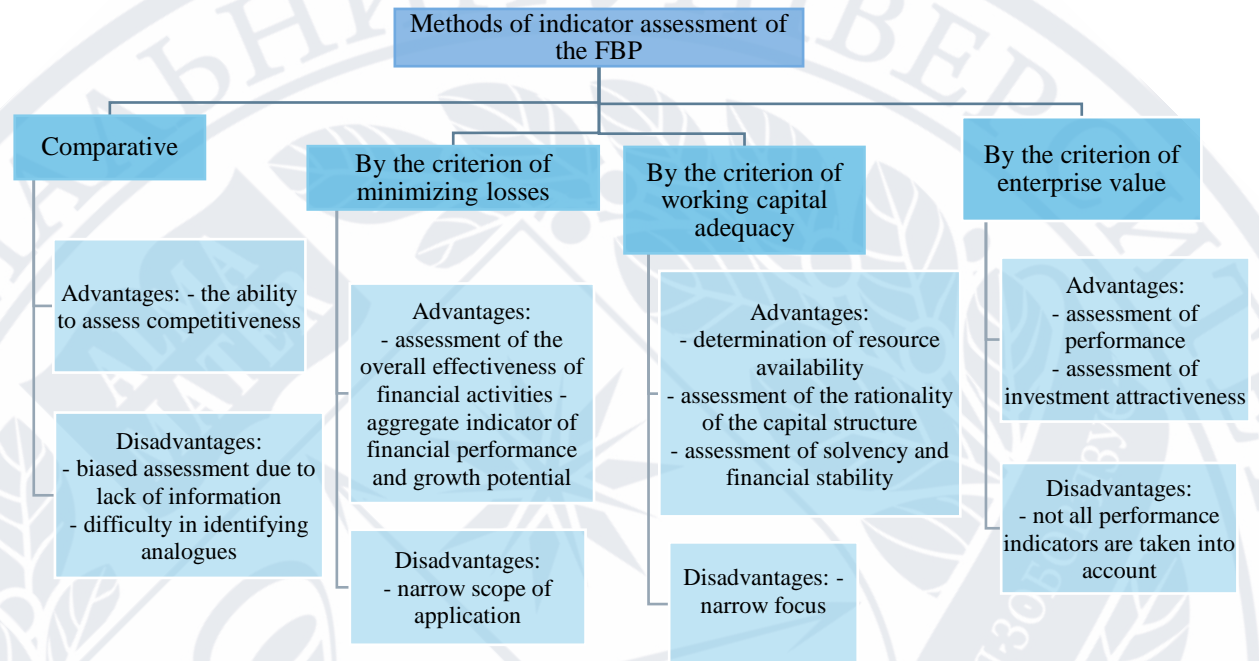 Methods of indicator assessment of
the FBP
Comparative
Advantages: - the ability
to assess competitiveness
Disadvantages:
- biased assessment due to
lack of information
- difficulty in identifying
analogues
By the criterion of
minimizing losses
Advantages:
- assessment of the
overall effectiveness of
financial activities -
aggregate indicator of
financial performance
and growth potential
Disadvantages:
- narrow scope of
application
By the criterion of
working capital
adequacy
Advantages:
- determination of resource
availability
- assessment of the rationality
of the capital structure
- assessment of solvency and
financial stability
Disadvantages: -
narrow focus
By the criterion of
enterprise value
Advantages:
- assessment of
performance
- assessment of
investment attractiveness
Disadvantages:
- not all performance
indicators are taken into
account
ALMA
MATER